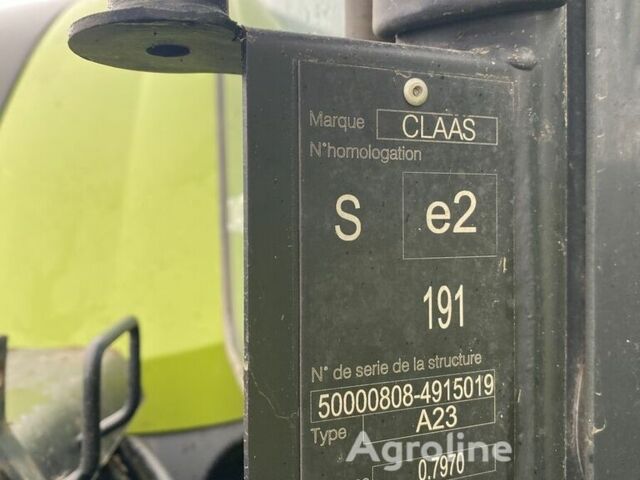 Marque CLAAS
N°homologation
S e2
191
N° de serie de la structure
50000808-4915019
Type A23
0.7970
Agroline